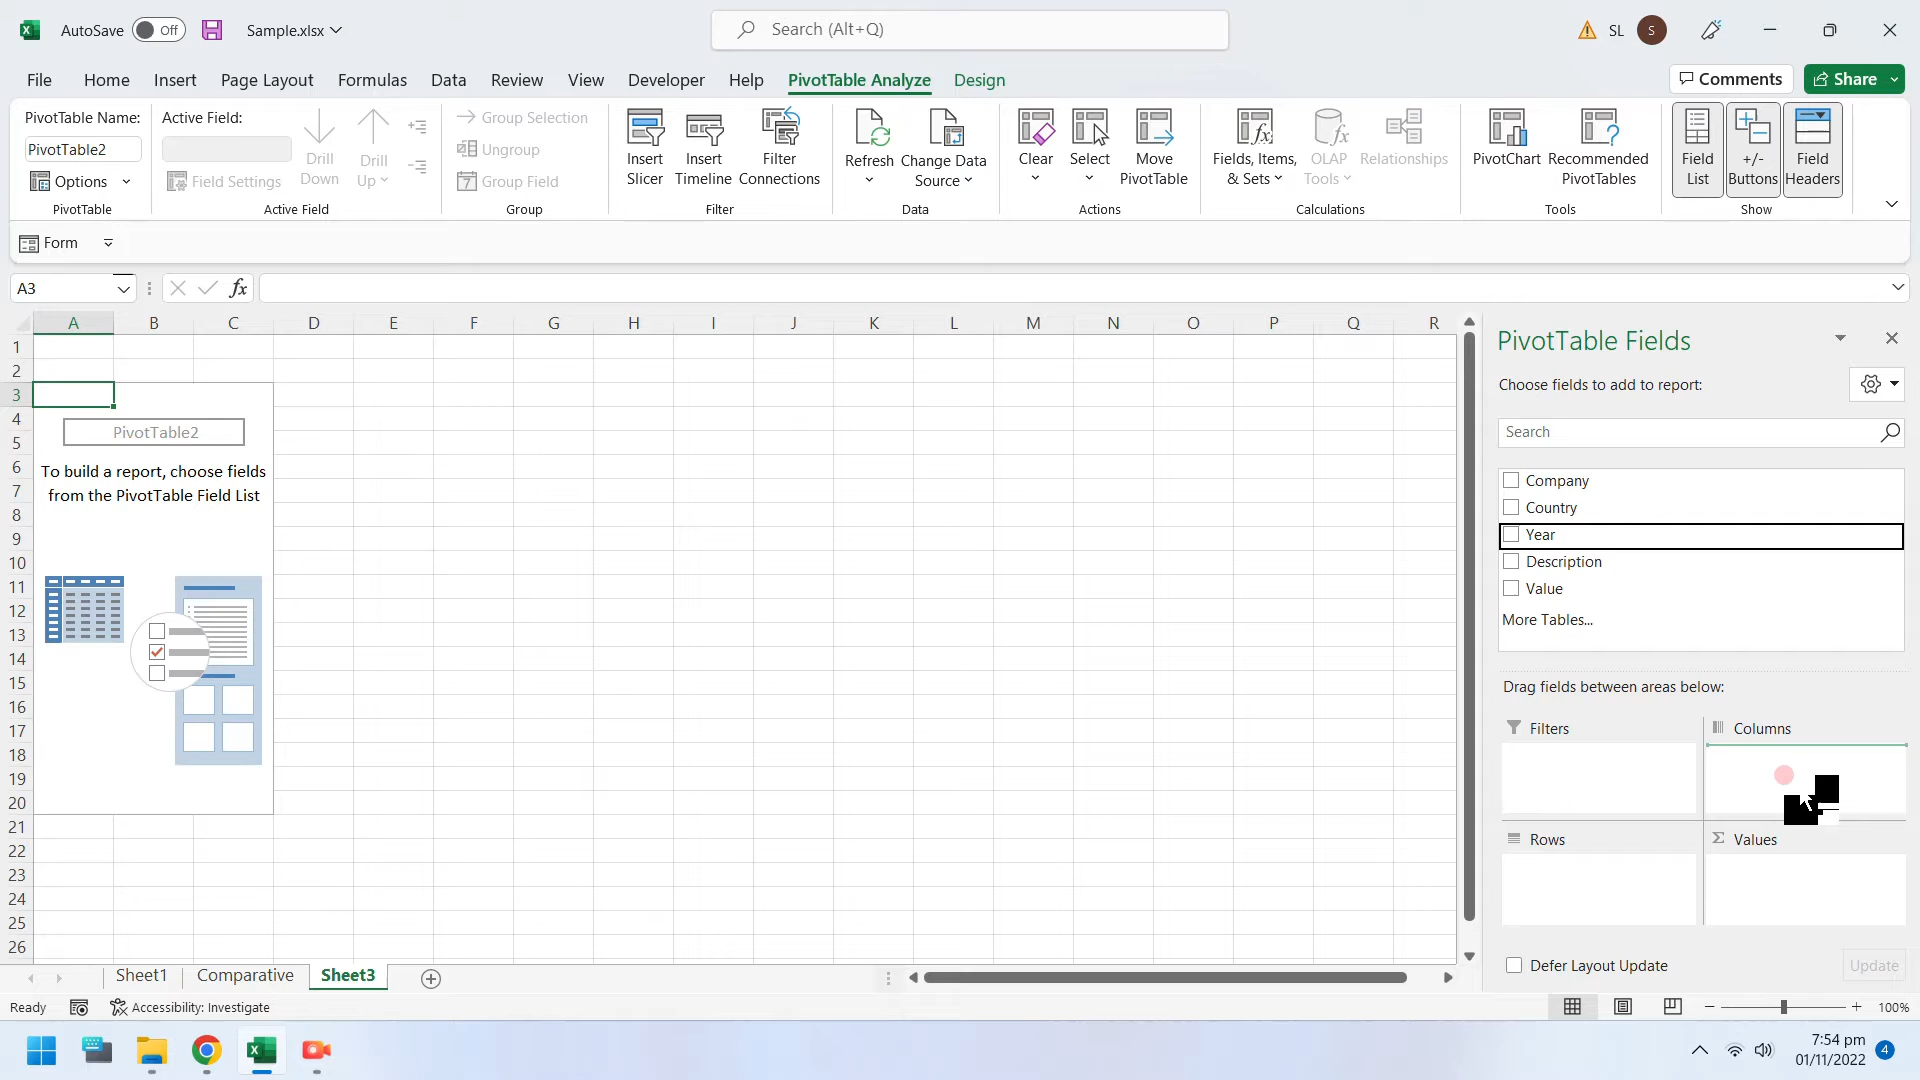 AutoSave Off Sample.xlsx Search (Alt+Q) SL S
File Home Insert Page Layout Formulas Data Review View Developer Help PivotTable Analyze Design Comments Share
PivotTable Name:
PivotTable2
Options
PivotTable
Active Field:
Field Settings
Drill Down
Drill Up
Active Field
Group Selection
Ungroup
7 Group Field
Group
Insert Slicer
Insert Timeline
Filter Connections
Filter
Refresh
Change Data Source
Data
Clear
Select
Move PivotTable
Actions
Fields, Items, & Sets
OLAP Tools
Relationships
Calculations
PivotChart
Recommended PivotTables
Tools
Field List
+/- Buttons
Field Headers
Show
Form
A3 fx
A B C D E F G H I J K L M N O P Q R
1
2
3
4
5
6
7
8
9
10
11
12
13
14
15
16
17
18
19
20
21
22
23
24
25
26
PivotTable2
To build a report, choose fields
from the PivotTable Field List
PivotTable Fields
Choose fields to add to report:
Search
Company
Country
Year
Description
Value
More Tables...
Drag fields between areas below:
Filters
Columns
Rows
Σ Values
Defer Layout Update Update
Sheet1 Comparative Sheet3
Ready Accessibility: Investigate 100%
7:54 pm
01/11/2022
4